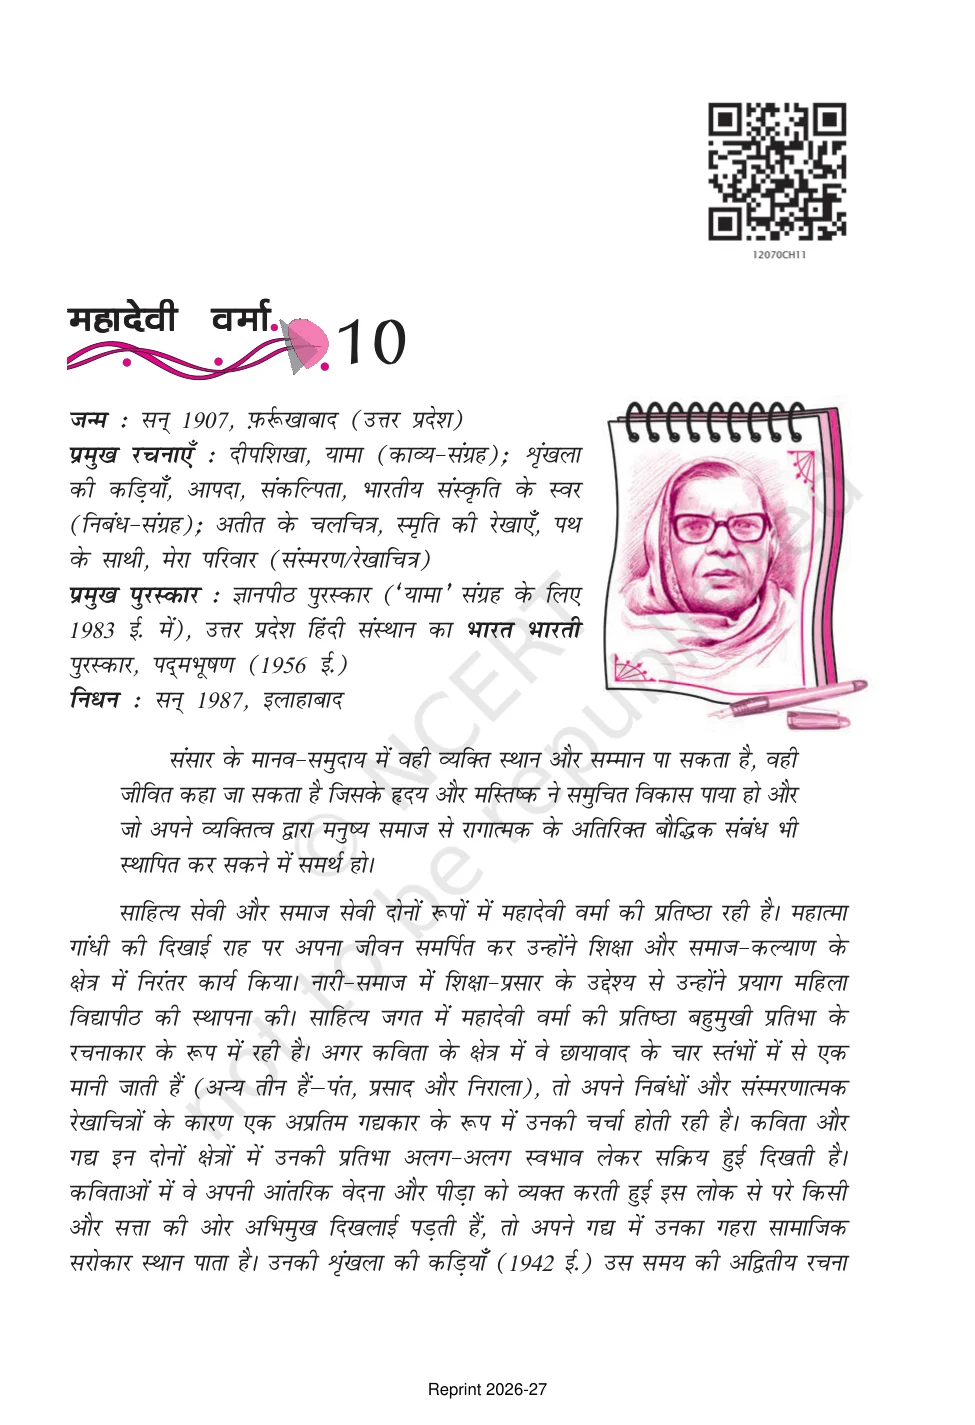 12070CH11
महादेवी वर्मा
10
जन्म : सन् 1907, फ़र्रूखाबाद (उत्तर प्रदेश)
प्रमुख रचनाएँ : दीपशिखा, यामा (काव्य-संग्रह); शृंखला
की कड़ियाँ, आपदा, संकल्पिता, भारतीय संस्कृति के स्वर
(निबंध-संग्रह); अतीत के चलचित्र, स्मृति की रेखाएँ, पथ
के साथी, मेरा परिवार (संस्मरण/रेखाचित्र)
प्रमुख पुरस्कार : ज्ञानपीठ पुरस्कार (‘यामा’ संग्रह के लिए
1983 ई. में), उत्तर प्रदेश हिंदी संस्थान का भारत भारती
पुरस्कार, पद्मभूषण (1956 ई.)
निधन : सन् 1987, इलाहाबाद
संसार के मानव-समुदाय में वही व्यक्ति स्थान और सम्मान पा सकता है, वही
जीवित कहा जा सकता है जिसके हृदय और मस्तिष्क ने समुचित विकास पाया हो और
जो अपने व्यक्तित्व द्वारा मनुष्य समाज से रागात्मक के अतिरिक्त बौद्धिक संबंध भी
स्थापित कर सकने में समर्थ हो।
साहित्य सेवी और समाज सेवी दोनों रूपों में महादेवी वर्मा की प्रतिष्ठा रही है। महात्मा
गांधी की दिखाई राह पर अपना जीवन समर्पित कर उन्होंने शिक्षा और समाज-कल्याण के
क्षेत्र में निरंतर कार्य किया। नारी-समाज में शिक्षा-प्रसार के उद्देश्य से उन्होंने प्रयाग महिला
विद्यापीठ की स्थापना की। साहित्य जगत में महादेवी वर्मा की प्रतिष्ठा बहुमुखी प्रतिभा के
रचनाकार के रूप में रही है। अगर कविता के क्षेत्र में वे छायावाद के चार स्तंभों में से एक
मानी जाती हैं (अन्य तीन हैं–पंत, प्रसाद और निराला), तो अपने निबंधों और संस्मरणात्मक
रेखाचित्रों के कारण एक अप्रतिम गद्यकार के रूप में उनकी चर्चा होती रही है। कविता और
गद्य इन दोनों क्षेत्रों में उनकी प्रतिभा अलग-अलग स्वभाव लेकर सक्रिय हुई दिखती है।
कविताओं में वे अपनी आंतरिक वेदना और पीड़ा को व्यक्त करती हुई इस लोक से परे किसी
और सत्ता की ओर अभिमुख दिखलाई पड़ती हैं, तो अपने गद्य में उनका गहरा सामाजिक
सरोकार स्थान पाता है। उनकी शृंखला की कड़ियाँ (1942 ई.) उस समय की अद्वितीय रचना
© NCERT
not to be republished
Reprint 2026-27